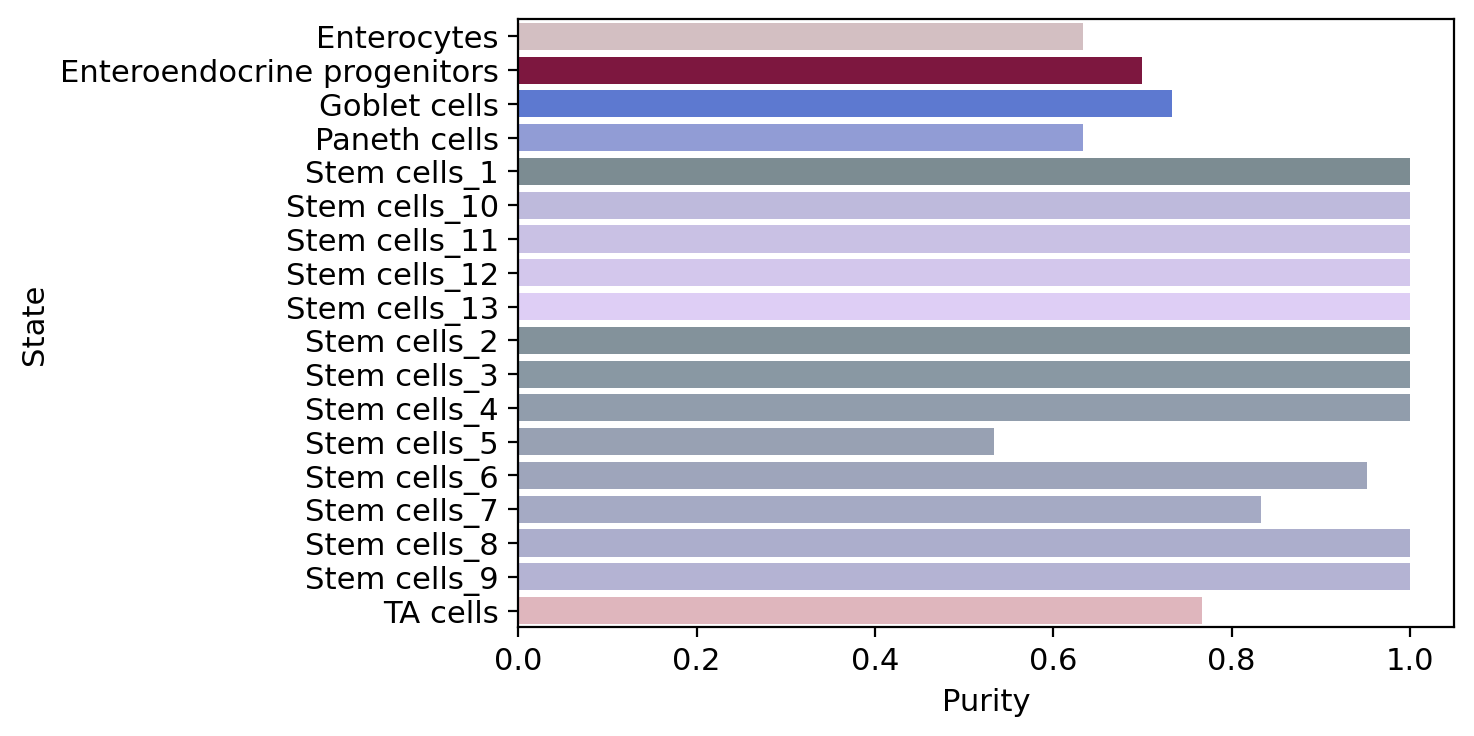 Enterocytes
Enteroendocrine progenitors
Goblet cells
Paneth cells
Stem cells_1
Stem cells_10
Stem cells_11
Stem cells_12
Stem cells_13
Stem cells_2
Stem cells_3
Stem cells_4
Stem cells_5
Stem cells_6
Stem cells_7
Stem cells_8
Stem cells_9
TA cells
State
0.0 0.2 0.4 0.6 0.8 1.0
Purity